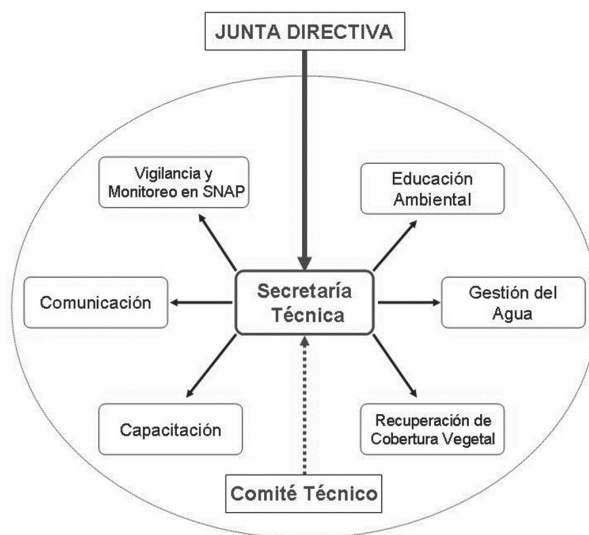 JUNTA DIRECTIVA
Vigilancia y
Monitoreo en SNAP
Educación
Ambiental
Comunicación
Secretaría
Técnica
Gestión del
Agua
Capacitación
Recuperación de
Cobertura Vegetal
Comité Técnico